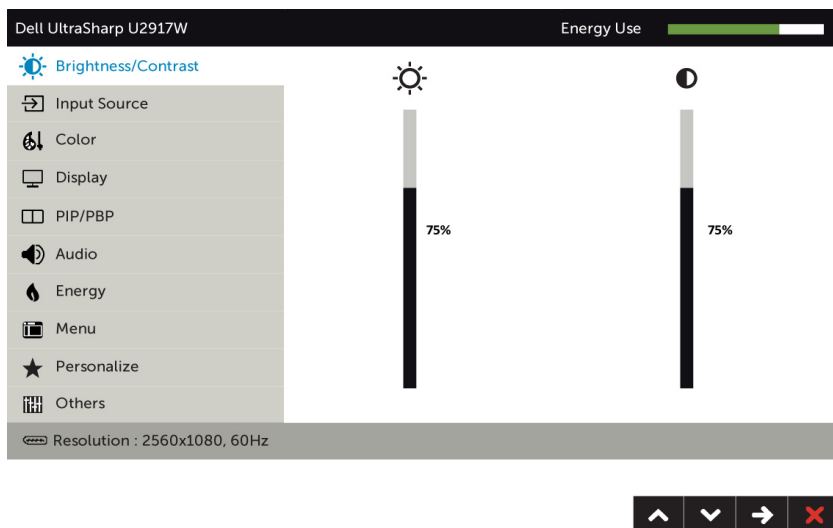 Dell UltraSharp U2917W
Energy Use
Brightness/Contrast
Input Source
Color
Display
PIP/PBP
Audio
Energy
Menu
Personalize
Others
75%
75%
Resolution : 2560x1080, 60Hz